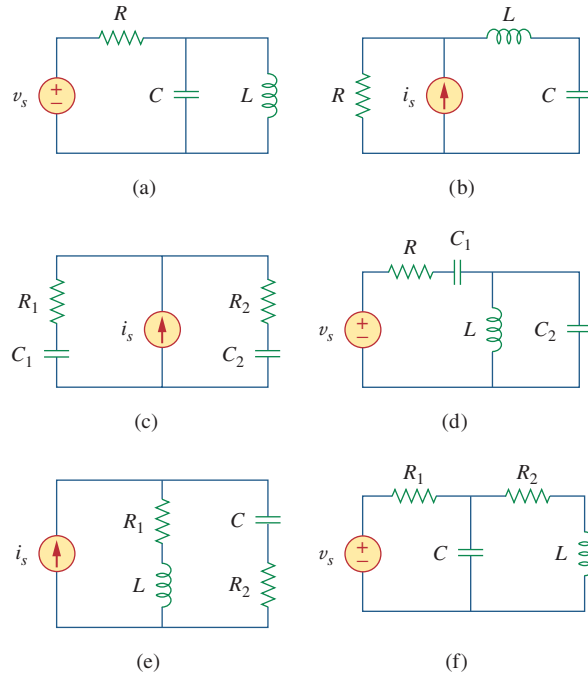 R
v_s
+
−
C
L
(a)
L
R
i_s
C
(b)
R_1
C_1
i_s
R_2
C_2
(c)
R
C_1
v_s
+
−
L
C_2
(d)
i_s
R_1
L
C
R_2
(e)
R_1
R_2
v_s
+
−
C
L
(f)